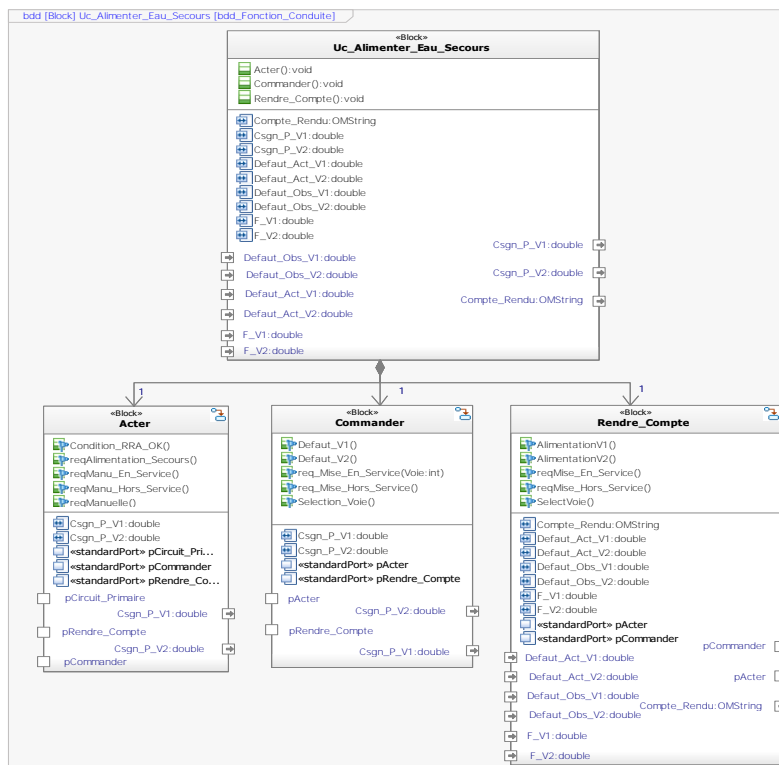 bdd [Block] Uc_Alimenter_Eau_Secours [bdd_Fonction_Conduite]
«Block»
Uc_Alimenter_Eau_Secours
Acter():void
Commander():void
Rendre_Compte():void
Compte_Rendu:OMString
Csgn_P_V1:double
Csgn_P_V2:double
Defaut_Act_V1:double
Defaut_Act_V2:double
Defaut_Obs_V1:double
Defaut_Obs_V2:double
F_V1:double
F_V2:double
Csgn_P_V1:double
Defaut_Obs_V1:double
Csgn_P_V2:double
Defaut_Obs_V2:double
Defaut_Act_V1:double
Compte_Rendu:OMString
Defaut_Act_V2:double
F_V1:double
F_V2:double
1
1
1
«Block»
Acter
Condition_RRA_OK()
reqAlimentation_Secours()
reqManu_En_Service()
reqManu_Hors_Service()
reqManuelle()
Csgn_P_V1:double
Csgn_P_V2:double
«standardPort» pCircuit_Pri...
«standardPort» pCommander
«standardPort» pRendre_Co...
pCircuit_Primaire
Csgn_P_V1:double
pRendre_Compte
Csgn_P_V2:double
pCommander
«Block»
Commander
Defaut_V1()
Defaut_V2()
req_Mise_En_Service(Voie:int)
req_Mise_Hors_Service()
Selection_Voie()
Csgn_P_V1:double
Csgn_P_V2:double
«standardPort» pActer
«standardPort» pRendre_Compte
pActer
Csgn_P_V2:double
pRendre_Compte
Csgn_P_V1:double
«Block»
Rendre_Compte
AlimentationV1()
AlimentationV2()
reqMise_En_Service()
reqMise_Hors_Service()
SelectVoie()
Compte_Rendu:OMString
Defaut_Act_V1:double
Defaut_Act_V2:double
Defaut_Obs_V1:double
Defaut_Obs_V2:double
F_V1:double
F_V2:double
«standardPort» pActer
«standardPort» pCommander
pCommander
Defaut_Act_V1:double
Defaut_Act_V2:double
pActer
Defaut_Obs_V1:double
Compte_Rendu:OMString
Defaut_Obs_V2:double
F_V1:double
F_V2:double